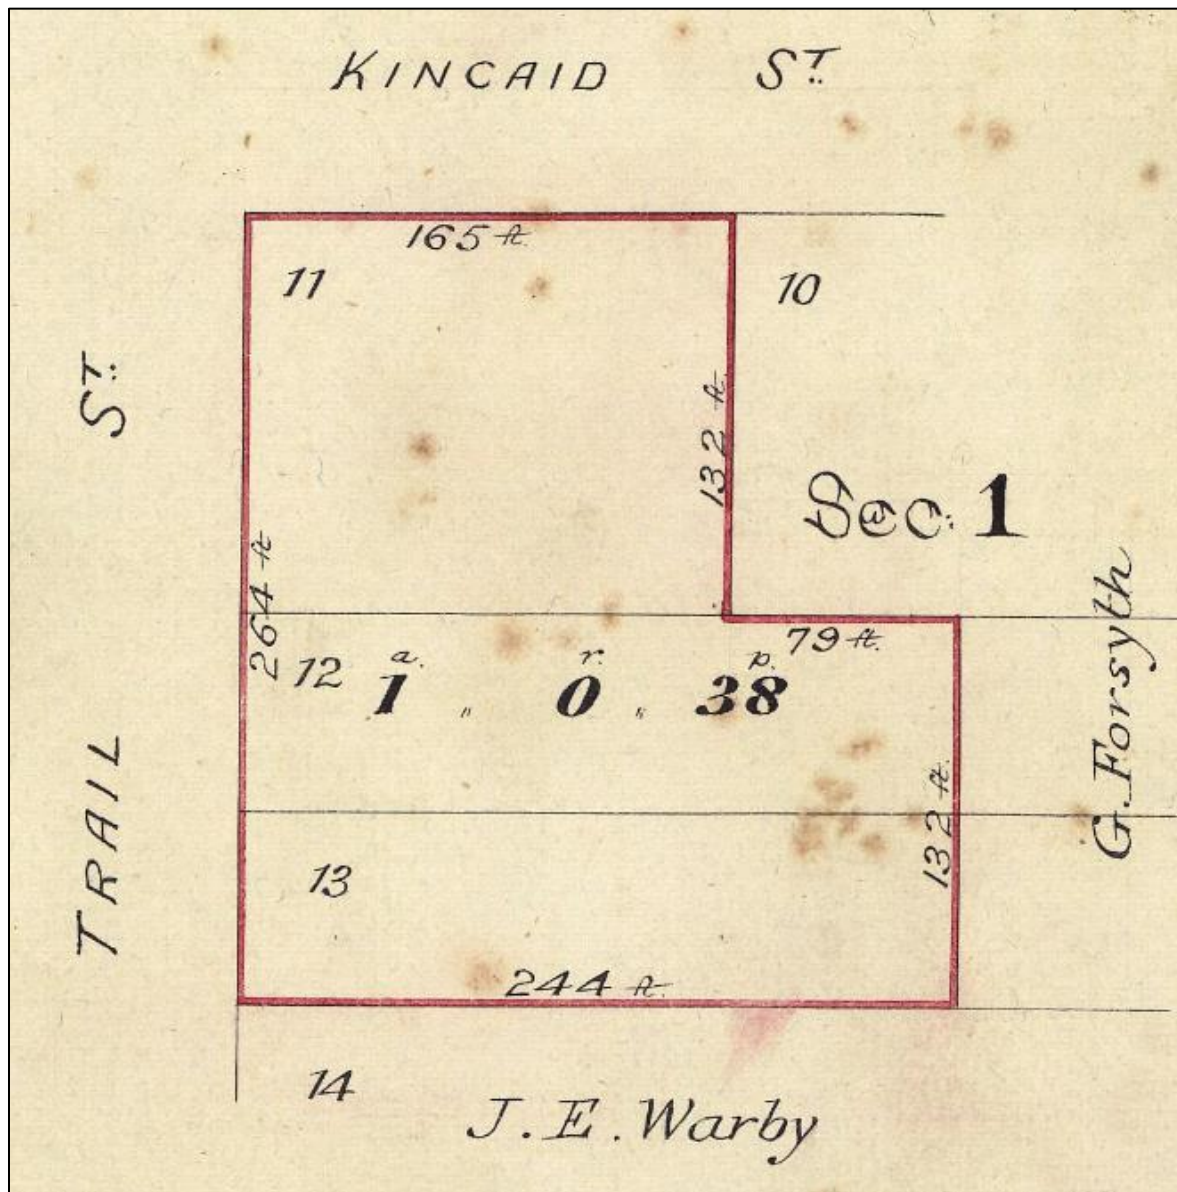 KINCAID ST.
165 ft.
11
10
132 ft.
TRAIL ST.
Sec. 1
264 ft
79 ft.
12
a. r. p.
1 " 0 " 38
G. Forsyth
132 ft.
13
244 ft.
14
J. E. Warby